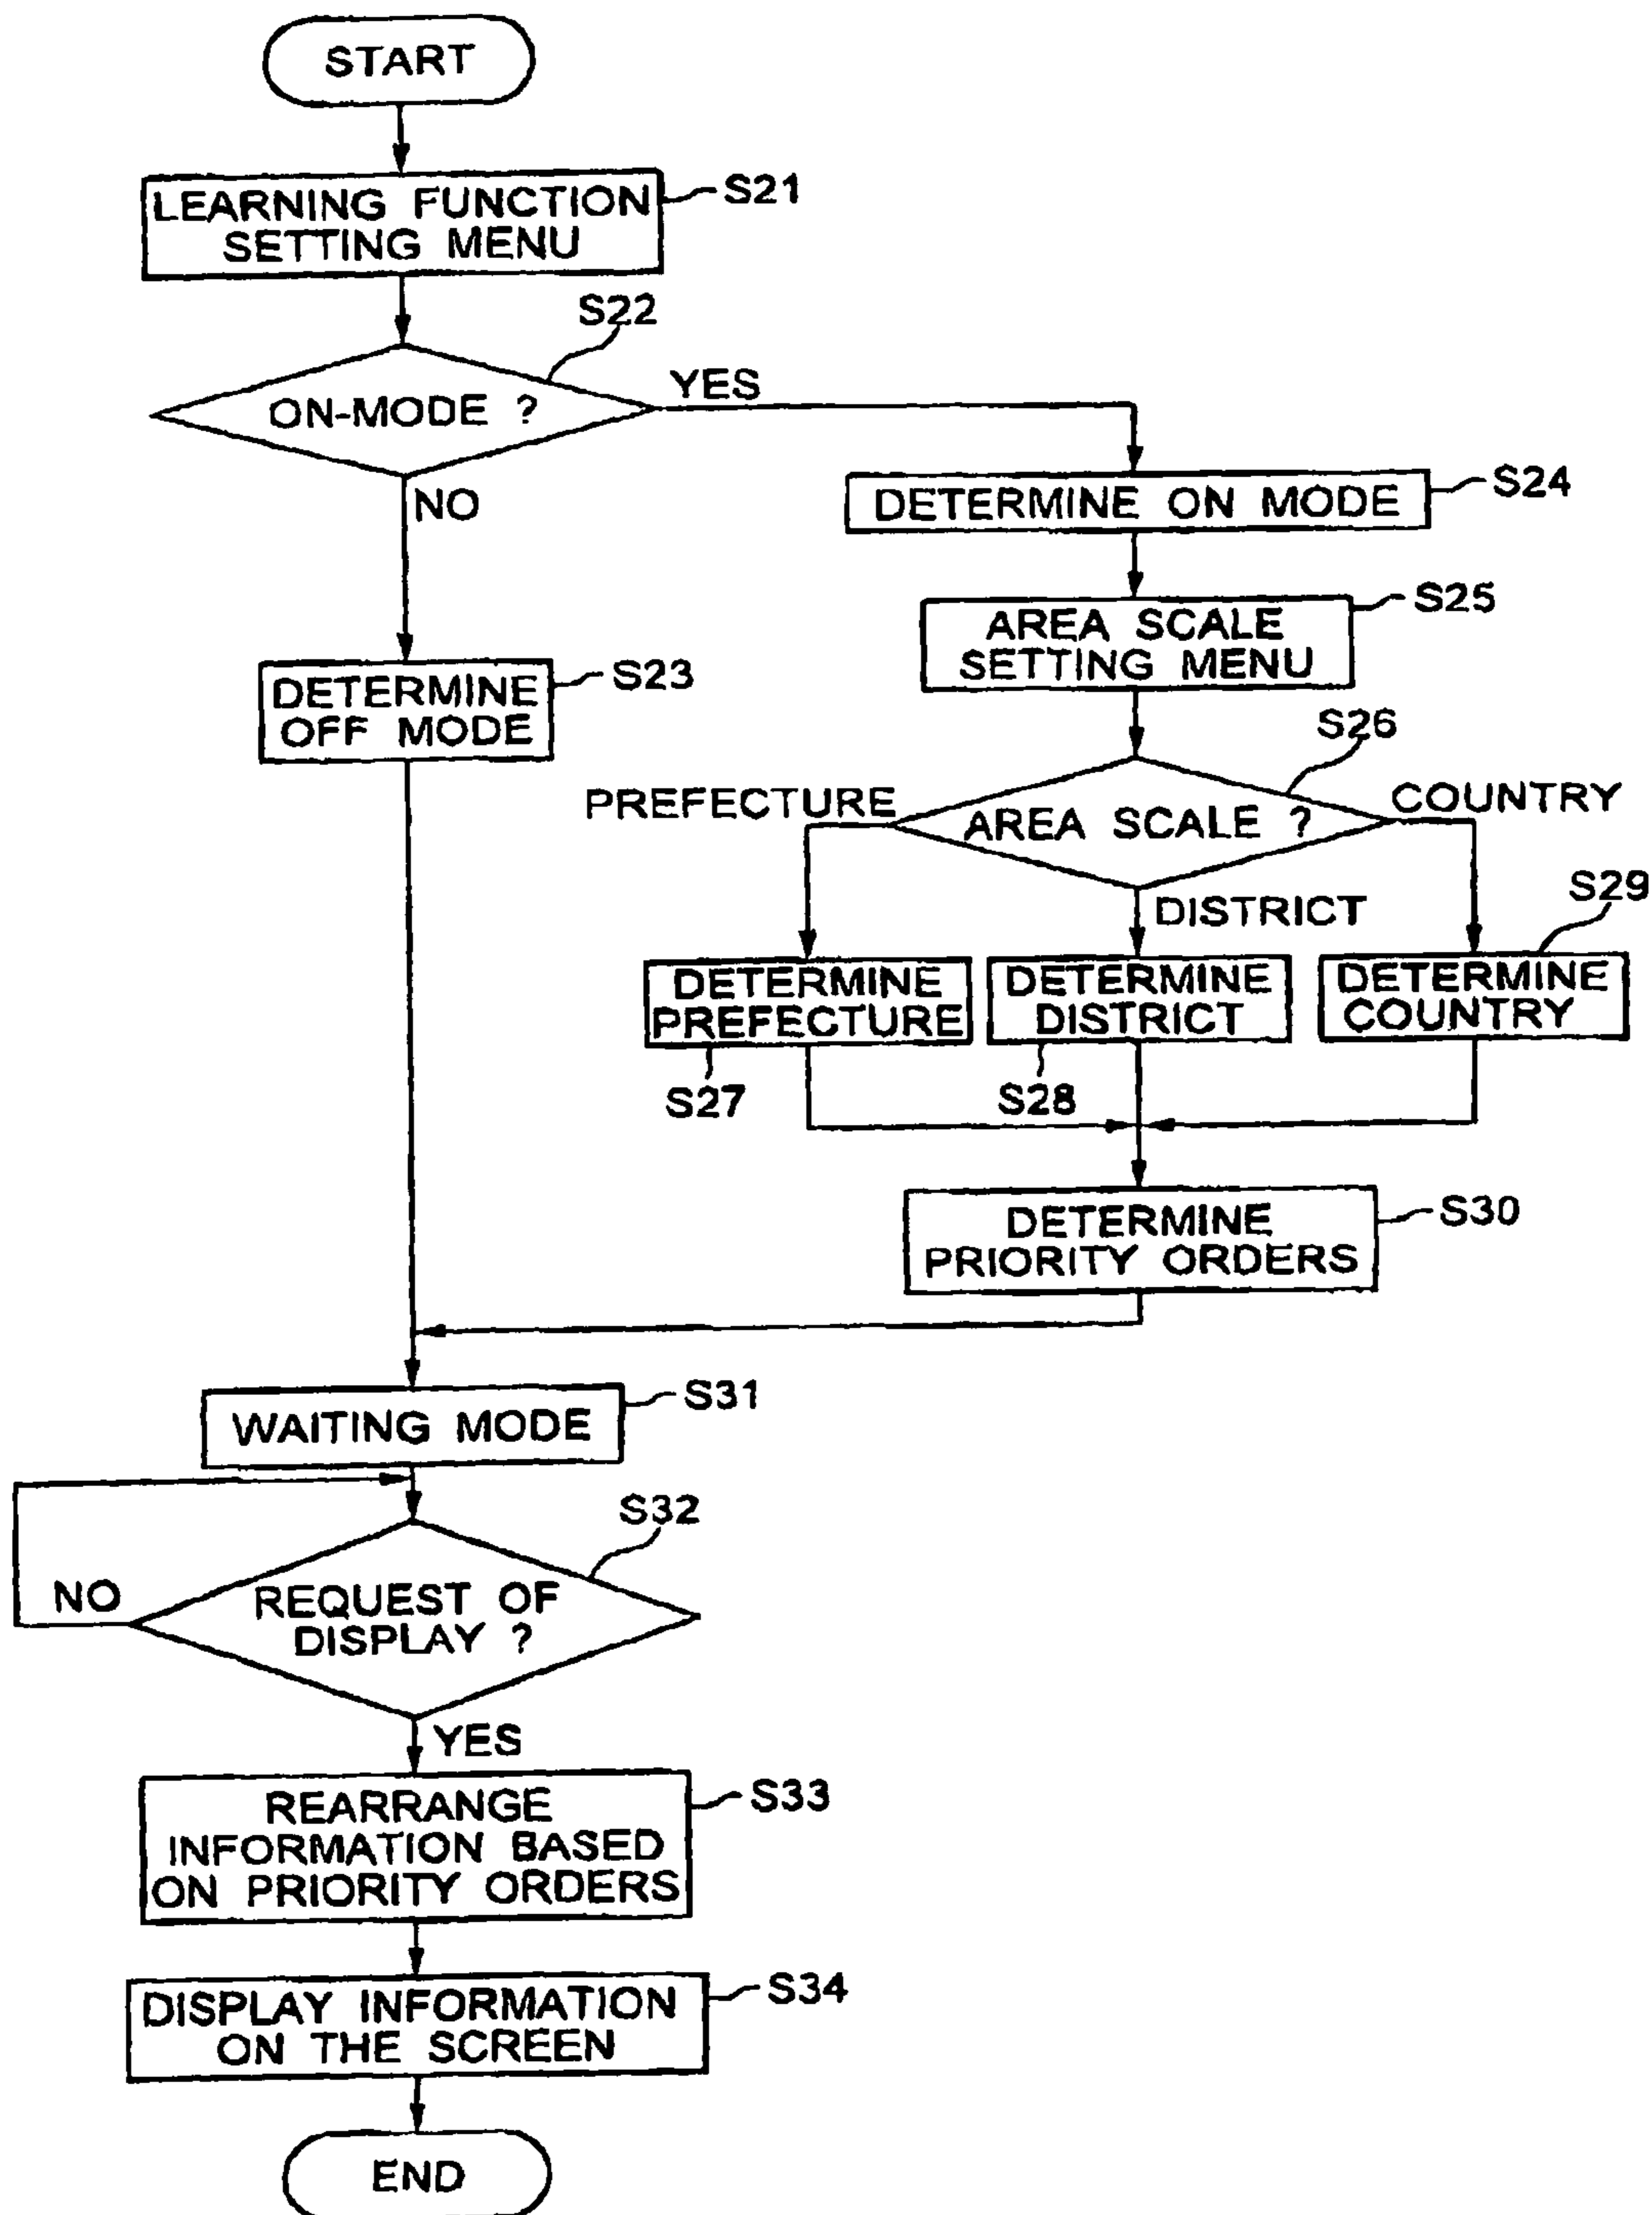 START
LEARNING FUNCTION
SETTING MENU
S21
S22
ON-MODE ?
YES
NO
DETERMINE ON MODE
S24
AREA SCALE
SETTING MENU
S25
DETERMINE
OFF MODE
S23
S26
PREFECTURE
AREA SCALE ?
COUNTRY
DISTRICT
S29
DETERMINE
PREFECTURE
DETERMINE
DISTRICT
DETERMINE
COUNTRY
S27
S28
DETERMINE
PRIORITY ORDERS
S30
WAITING MODE
S31
S32
NO
REQUEST OF
DISPLAY ?
YES
REARRANGE
INFORMATION BASED
ON PRIORITY ORDERS
S33
DISPLAY INFORMATION
ON THE SCREEN
S34
END